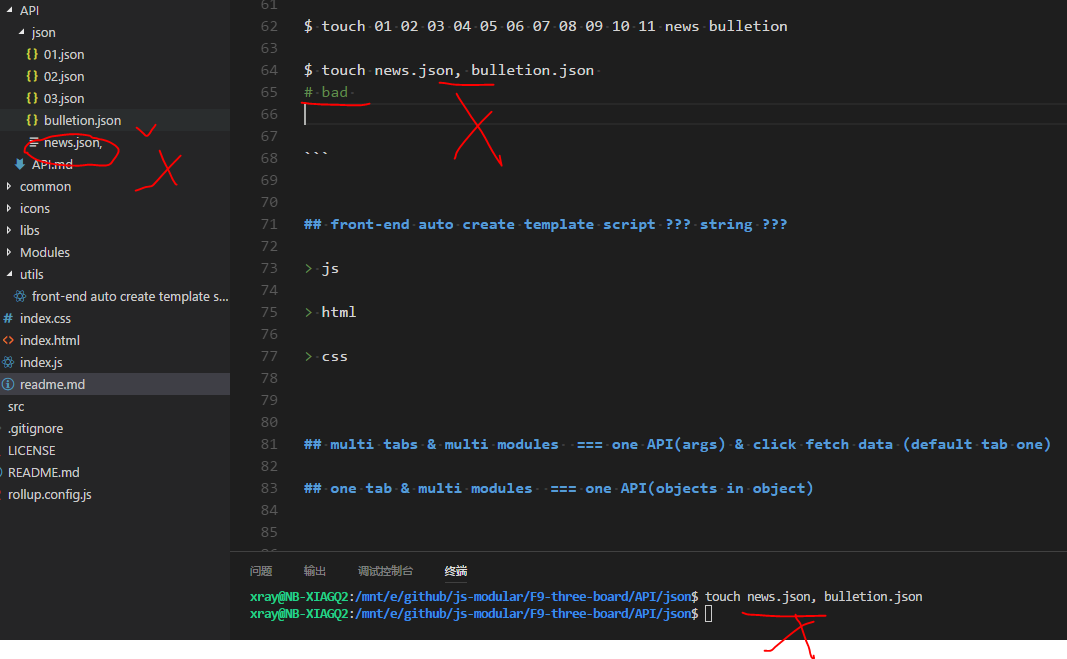 API
json
01.json
02.json
03.json
bulletion.json
news.json,
API.md
common
icons
libs
Modules
utils
front-end auto create template s...
index.css
index.html
index.js
readme.md
src
.gitignore
LICENSE
README.md
rollup.config.js
61
62 $ touch 01 02 03 04 05 06 07 08 09 10 11 news bulletion
63
64 $ touch news.json, bulletion.json
65 # bad
66
67
68 ```
69
70
71 ## front-end auto create template script ??? string ???
72
73 > js
74
75 > html
76
77 > css
78
79
80
81 ## multi tabs & multi modules === one API(args) & click fetch data (default tab one)
82
83 ## one tab & multi modules === one API(objects in object)
84
85
86
问题 输出 调试控制台 终端
xray@NB-XIAGQ2:/mnt/e/github/js-modular/F9-three-board/API/json$ touch news.json, bulletion.json
xray@NB-XIAGQ2:/mnt/e/github/js-modular/F9-three-board/API/json$